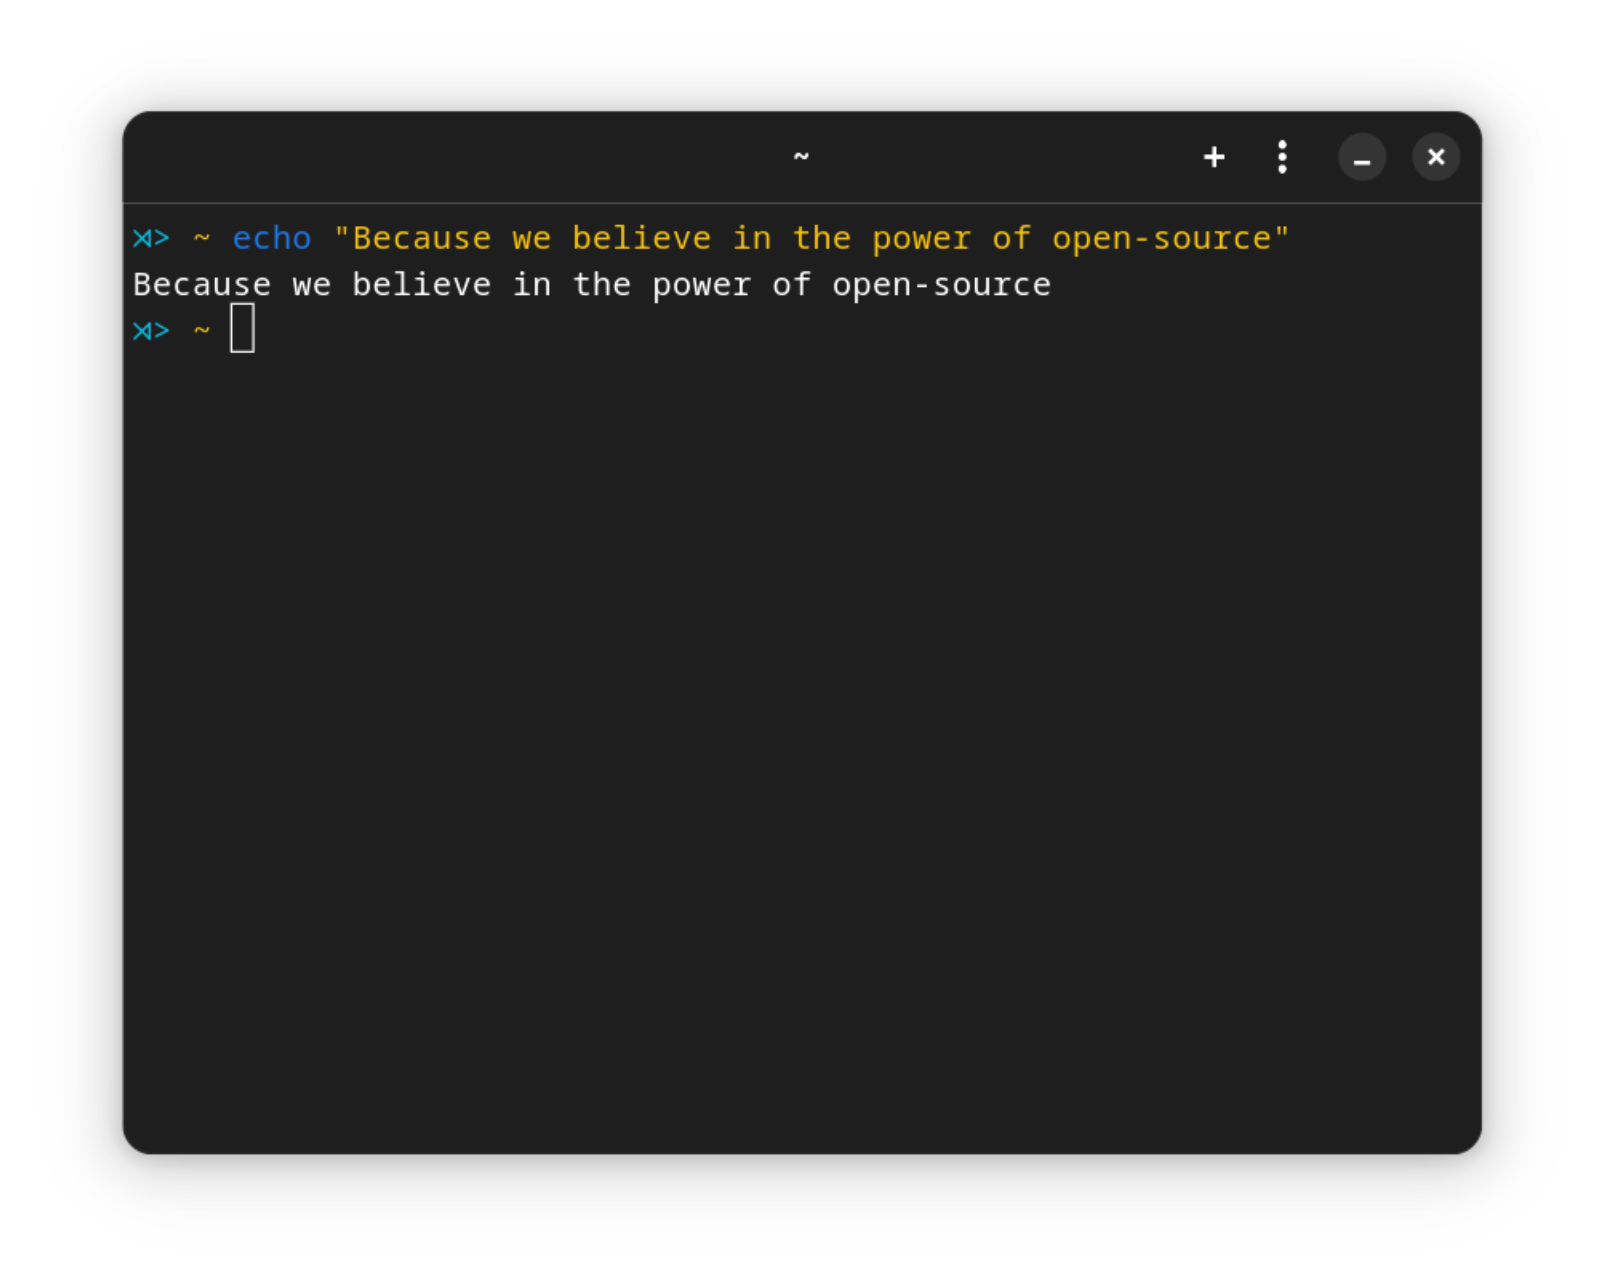 ~
⋊> ~ echo "Because we believe in the power of open-source"
Because we believe in the power of open-source
⋊> ~